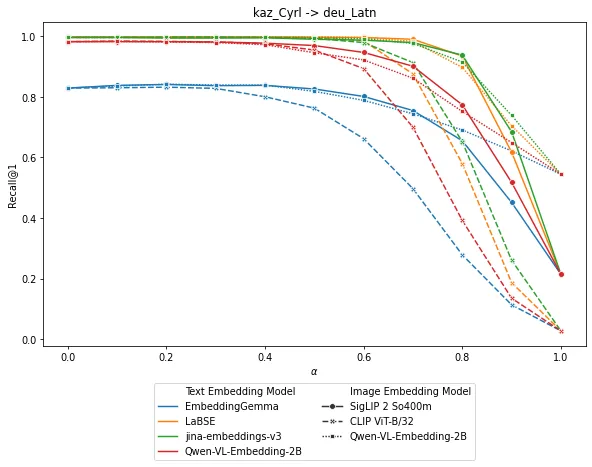 kaz_Cyrl -> deu_Latn
Recall@1
1.0
0.8
0.6
0.4
0.2
0.0
0.0 0.2 0.4 0.6 0.8 1.0
α
Text Embedding Model
EmbeddingGemma
LaBSE
jina-embeddings-v3
Qwen-VL-Embedding-2B
Image Embedding Model
SigLIP 2 So400m
CLIP ViT-B/32
Qwen-VL-Embedding-2B